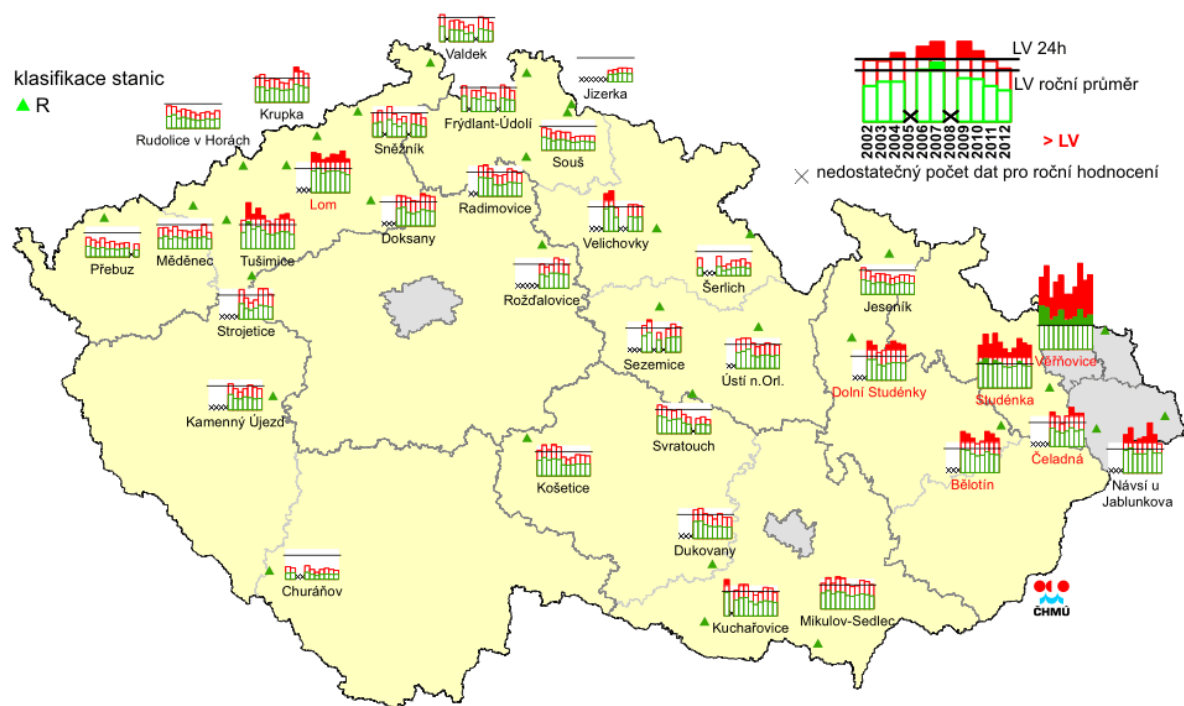 klasifikace stanic
R
LV 24h
LV roční průměr
2002
2003
2004
2005
2006
2007
2008
2009
2010
2011
2012
> LV
nedostatečný počet dat pro roční hodnocení
Valdek
Jizerka
Krupka
Rudolice v Horách
Sněžník
Frýdlant-Údolí
Souš
Lom
Radimovice
Doksany
Velichovky
Přebuz
Měděnec
Tušimice
Šerlich
Rožďalovice
Jeseník
Strojetice
Sezemice
Ústí n.Orl.
Věřňovice
Dolní Studénky
Studénka
Kamenný Újezd
Svratouch
Čeladná
Bělotín
Košetice
Návsí u
Jablunkova
Dukovany
Churáňov
Kuchařovice
Mikulov-Sedlec
ČHMÚ